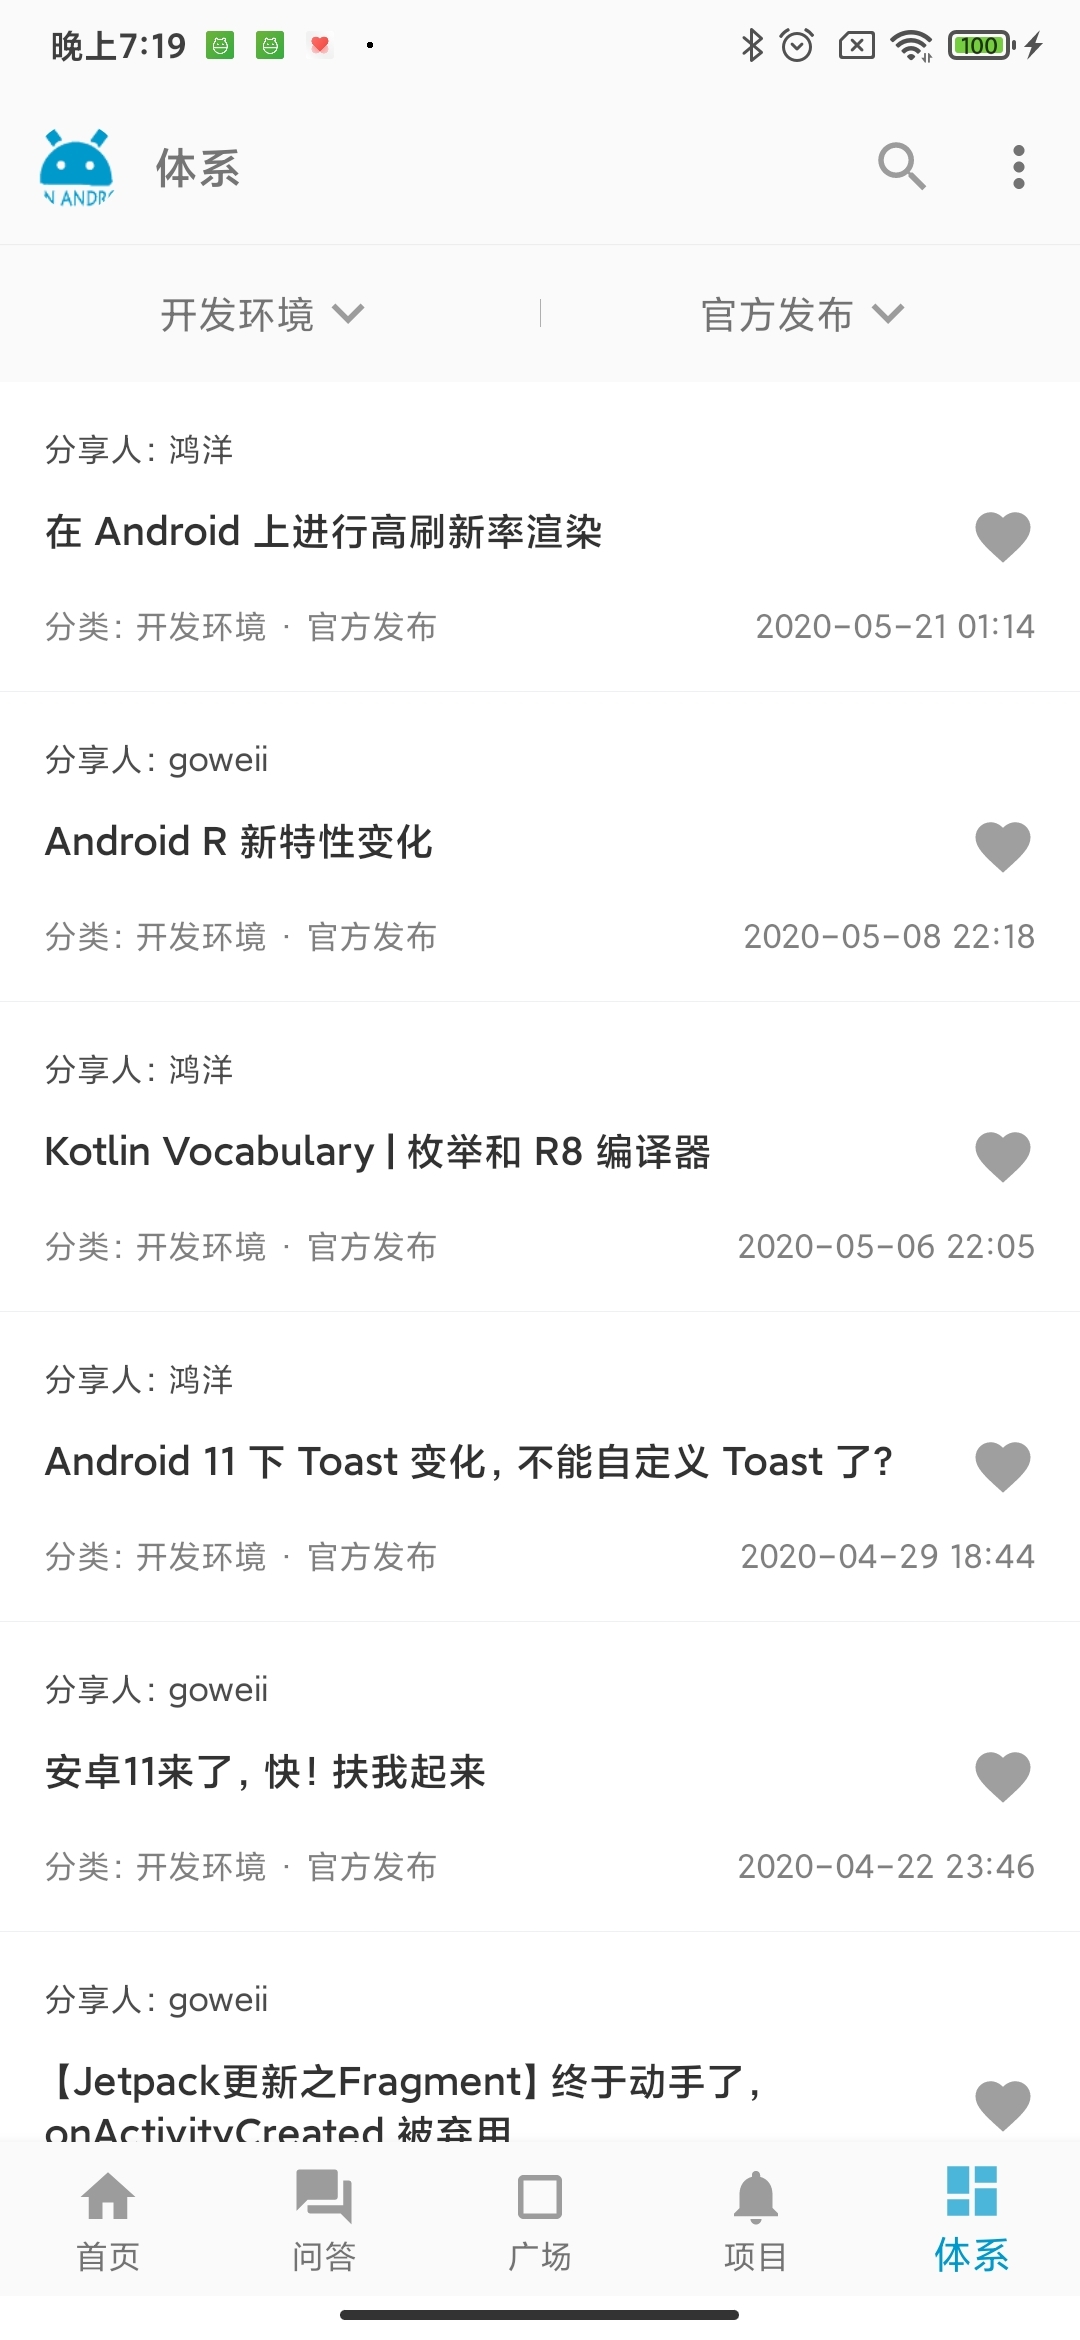 晚上7:19
100
N ANDR
体系
开发环境
官方发布
分享人: 鸿洋
在 Android 上进行高刷新率渲染
分类: 开发环境 · 官方发布
2020-05-21 01:14
分享人: goweii
Android R 新特性变化
分类: 开发环境 · 官方发布
2020-05-08 22:18
分享人: 鸿洋
Kotlin Vocabulary | 枚举和 R8 编译器
分类: 开发环境 · 官方发布
2020-05-06 22:05
分享人: 鸿洋
Android 11 下 Toast 变化, 不能自定义 Toast 了?
分类: 开发环境 · 官方发布
2020-04-29 18:44
分享人: goweii
安卓11来了, 快! 扶我起来
分类: 开发环境 · 官方发布
2020-04-22 23:46
分享人: goweii
【Jetpack更新之Fragment】终于动手了,
onActivityCreated 被弃用
首页
问答
广场
项目
体系